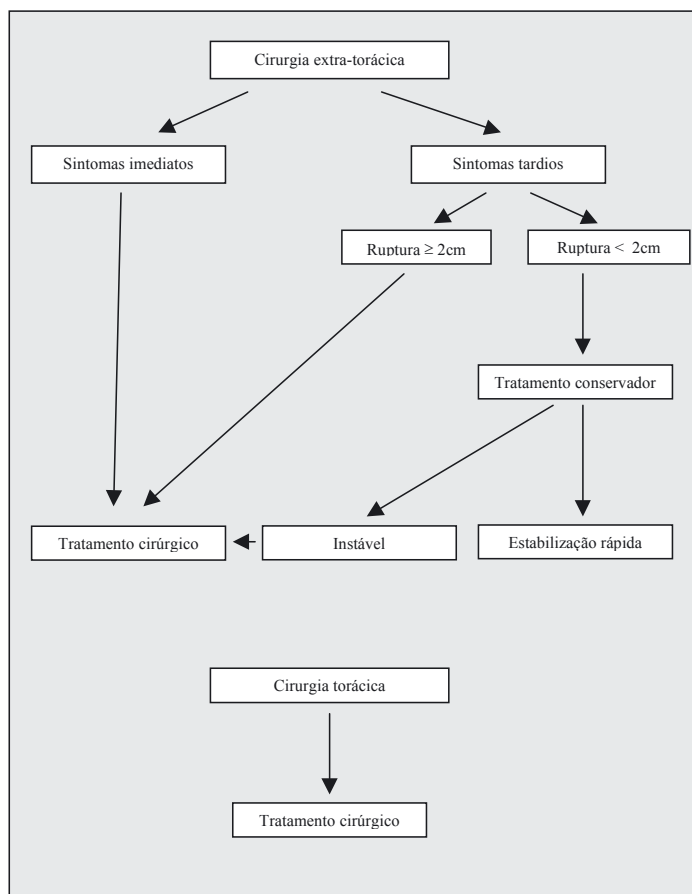 Cirurgia extra-torácica
Sintomas imediatos
Sintomas tardios
Ruptura ≥ 2cm
Ruptura < 2cm
Tratamento conservador
Tratamento cirúrgico
Instável
Estabilização rápida
Cirurgia torácica
Tratamento cirúrgico